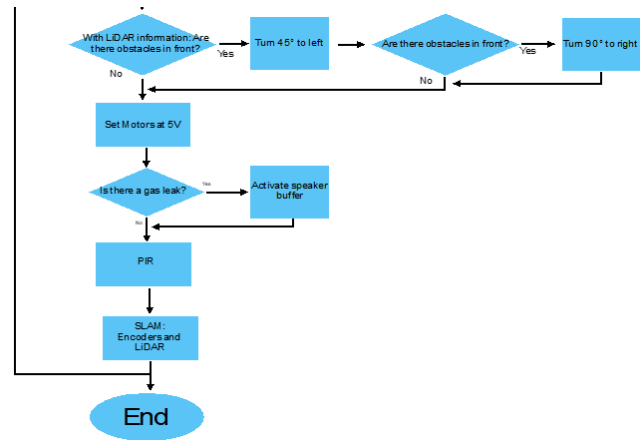 With LiDAR information: Are
there obstacles in front?
Yes
Turn 45° to left
Are there obstacles in front?
Yes
Turn 90° to right
No
No
Set Motors at 5V
Is there a gas leak?
Yes
Activate speaker
buffer
No
PIR
SLAM:
Encoders and
LiDAR
End